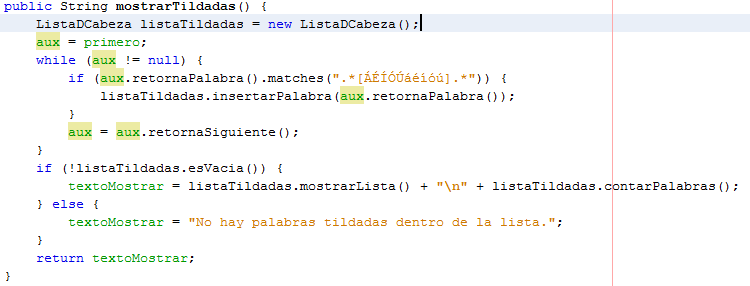 public String mostrarTildadas() {
ListaDCabeza listaTildadas = new ListaDCabeza();
aux = primero;
while (aux != null) {
if (aux.retornaPalabra().matches(".*[ÁÉÍÓÚáéíóú].*")) {
listaTildadas.insertarPalabra(aux.retornaPalabra());
}
aux = aux.retornaSiguiente();
}
if (!listaTildadas.esVacia()) {
textoMostrar = listaTildadas.mostrarLista() + "\n" + listaTildadas.contarPalabras();
} else {
textoMostrar = "No hay palabras tildadas dentro de la lista.";
}
return textoMostrar;
}